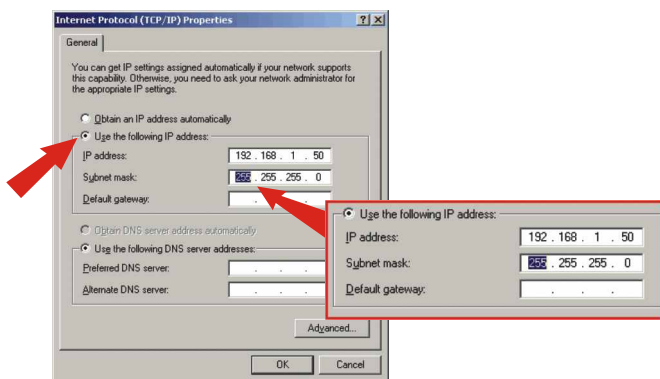 Internet Protocol (TCP/IP) Properties
? X
General
You can get IP settings assigned automatically if your network supports
this capability. Otherwise, you need to ask your network administrator for
the appropriate IP settings.
Obtain an IP address automatically
Use the following IP address:
IP address: 192 . 168 . 1 . 50
Subnet mask: 255 . 255 . 255 . 0
Default gateway: . . .
Obtain DNS server address automatically
Use the following DNS server addresses:
Preferred DNS server: . . .
Alternate DNS server: . . .
Advanced...
OK Cancel
Use the following IP address:
IP address: 192 . 168 . 1 . 50
Subnet mask: 255 . 255 . 255 . 0
Default gateway: . . .